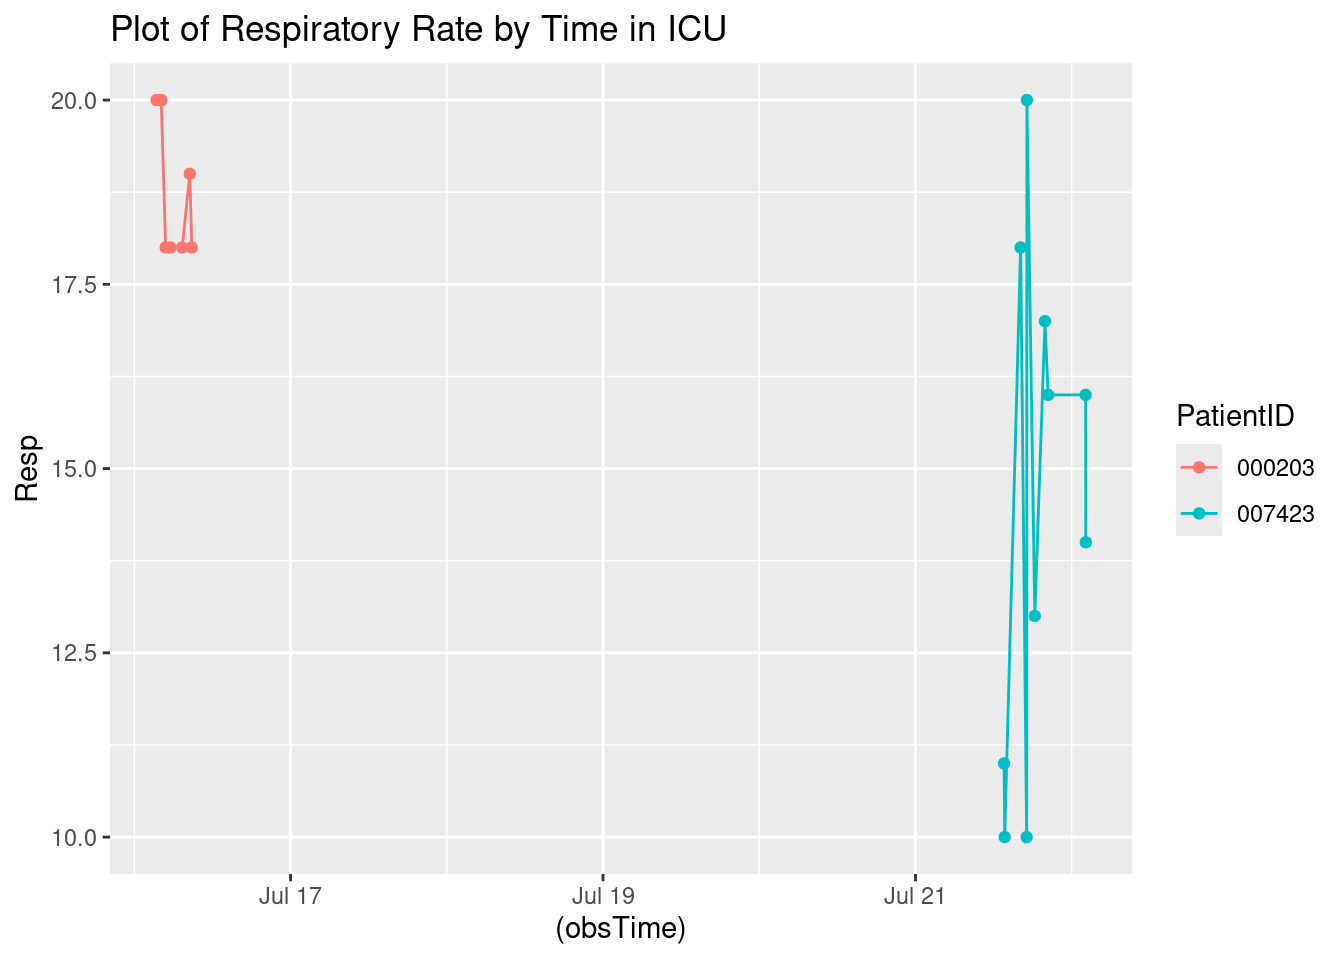 Plot of Respiratory Rate by Time in ICU
20.0
17.5
15.0
12.5
10.0
Resp
Jul 17
Jul 19
Jul 21
(obsTime)
PatientID
000203
007423